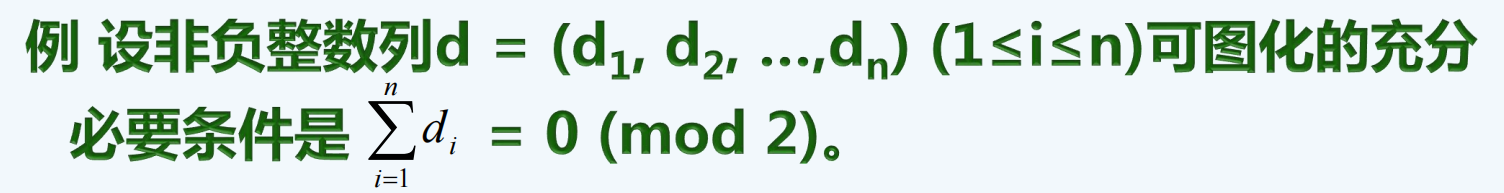 例 设非负整数列d = (d₁, d₂, …,dₙ) (1≤i≤n)可图化的充分
必要条件是 $\sum_{i=1}^{n} d_i$ = 0 (mod 2)。